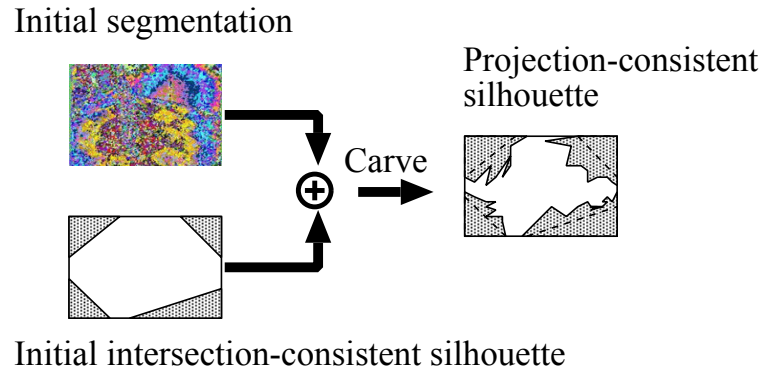 Initial segmentation
Projection-consistent
silhouette
Carve
Initial intersection-consistent silhouette